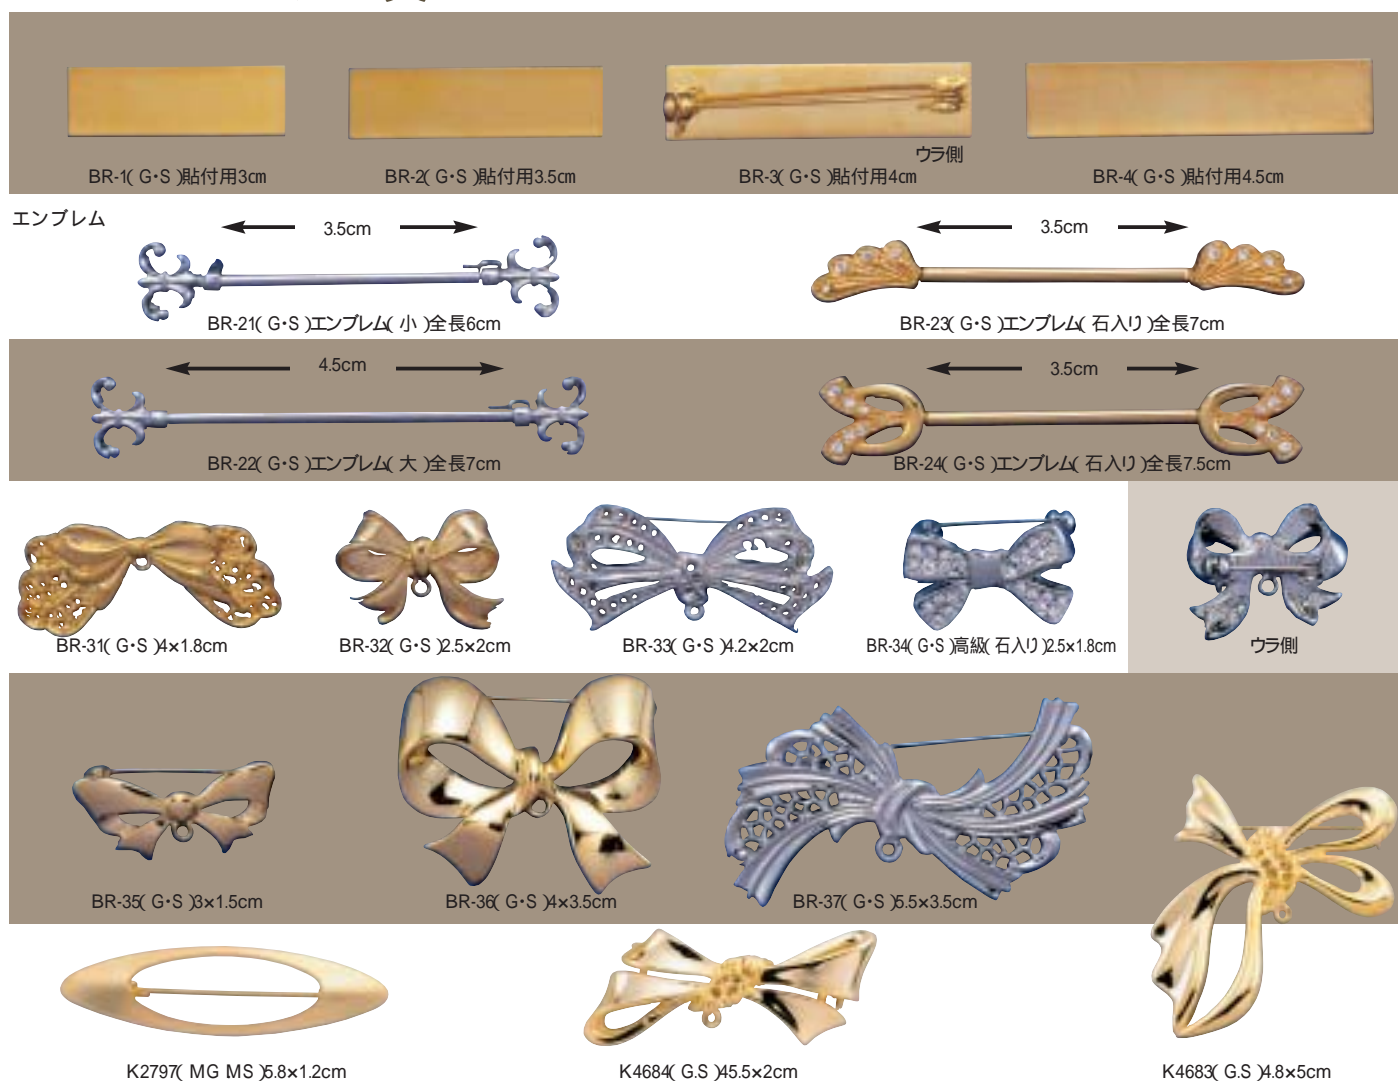 ウラ側
BR-1( G・S )貼付用3cm
BR-2( G・S )貼付用3.5cm
BR-3( G・S )貼付用4cm
BR-4( G・S )貼付用4.5cm
エンブレム
3.5cm
3.5cm
BR-21( G・S )エンブレム( 小 )全長6cm
BR-23( G・S )エンブレム( 石入り )全長7cm
4.5cm
3.5cm
BR-22( G・S )エンブレム( 大 )全長7cm
BR-24( G・S )エンブレム( 石入り )全長7.5cm
BR-31( G・S )4×1.8cm
BR-32( G・S )2.5×2cm
BR-33( G・S )4.2×2cm
BR-34( G・S )高級( 石入り )2.5×1.8cm
ウラ側
BR-35( G・S )3×1.5cm
BR-36( G・S )4×3.5cm
BR-37( G・S )5.5×3.5cm
K2797( MG MS )5.8×1.2cm
K4684( G.S )45.5×2cm
K4683( G.S )4.8×5cm